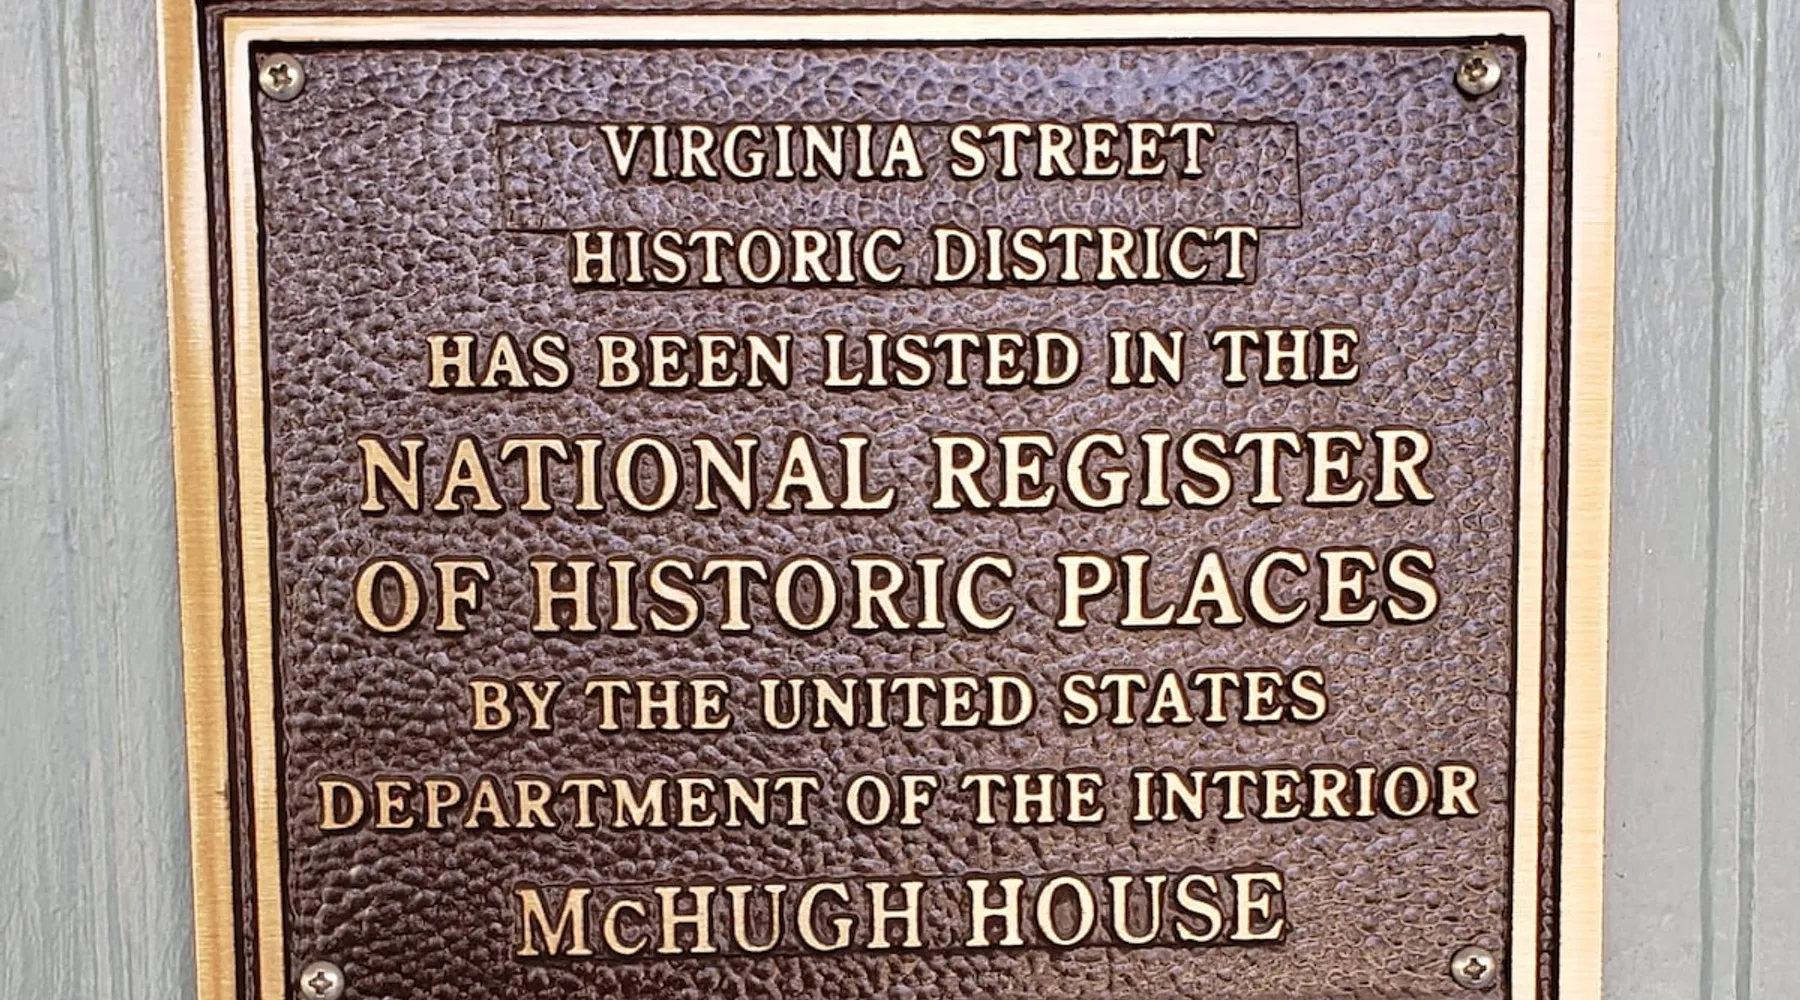 VIRGINIA STREET
HISTORIC DISTRICT
HAS BEEN LISTED IN THE
NATIONAL REGISTER
OF HISTORIC PLACES
BY THE UNITED STATES
DEPARTMENT OF THE INTERIOR
McHUGH HOUSE